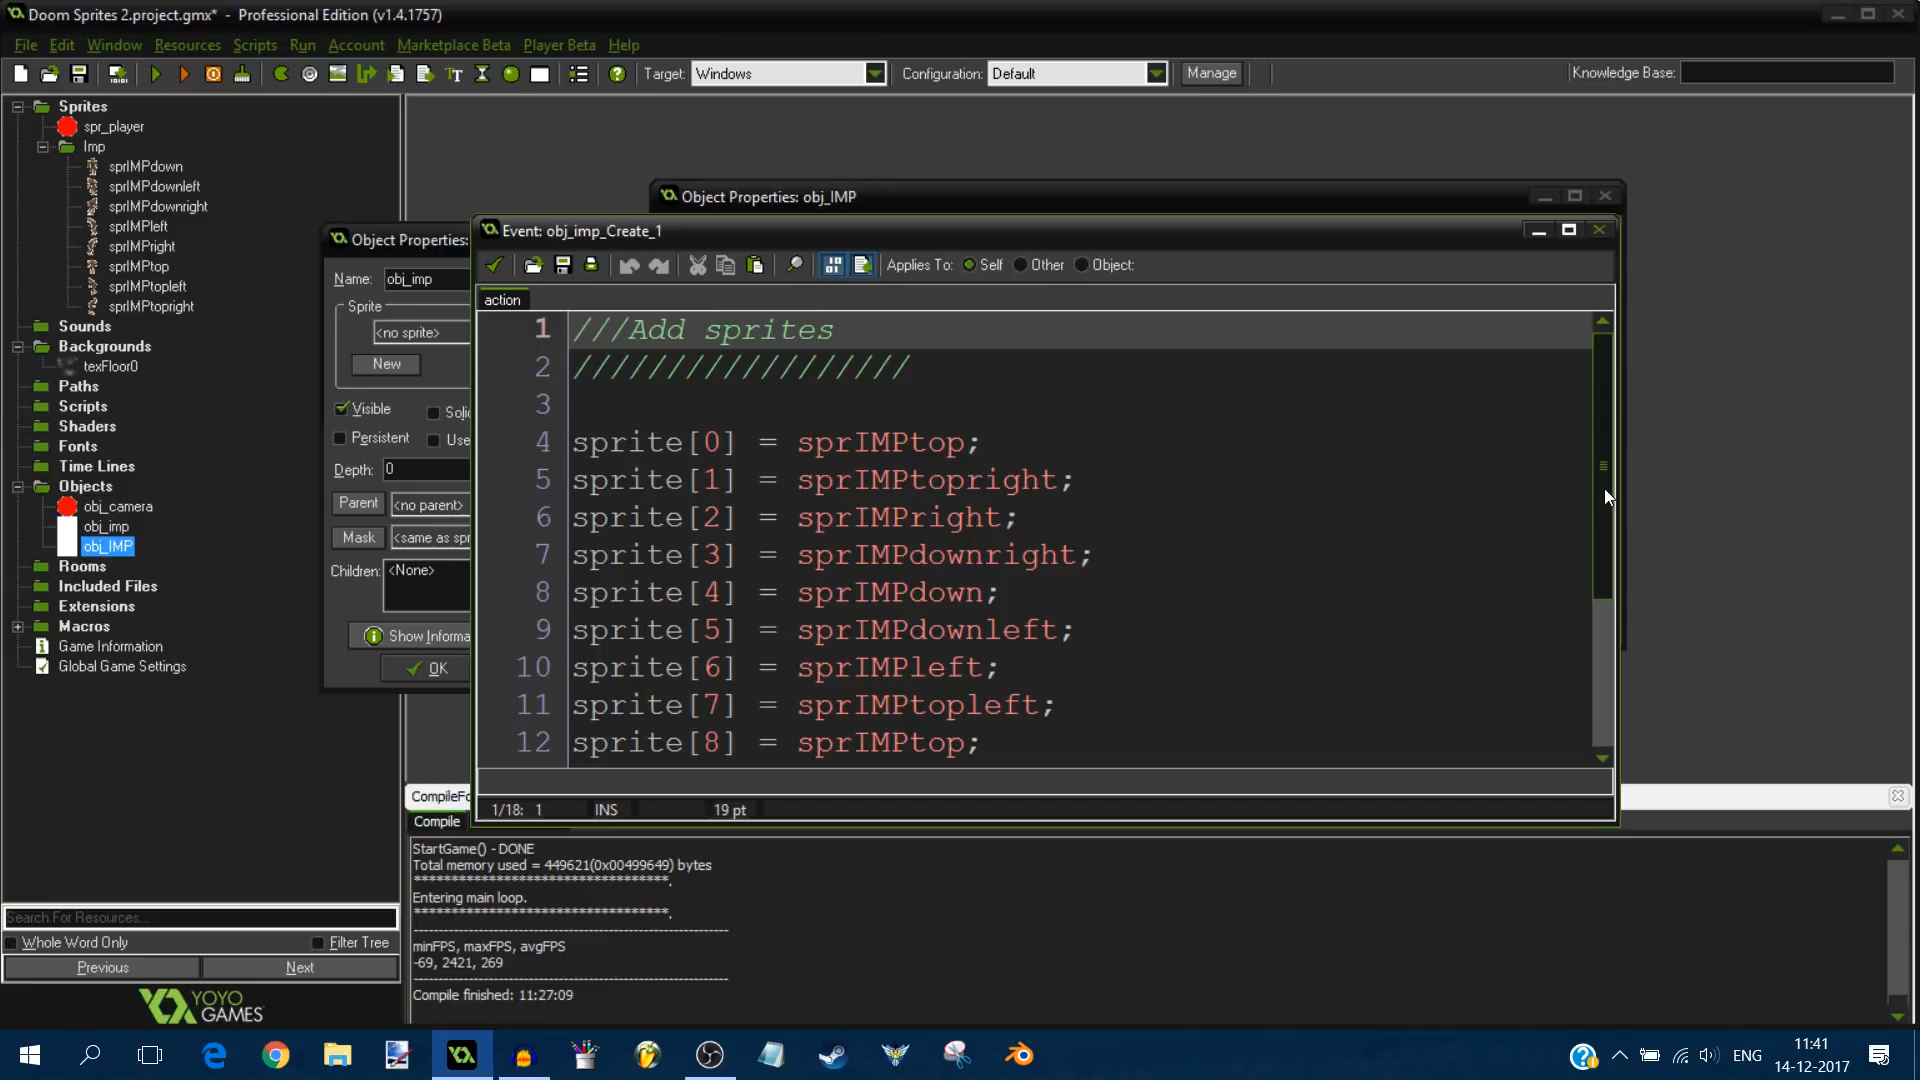 Doom Sprites 2.project.gmx* - Professional Edition (v1.4.1757)
File Edit Window Resources Scripts Run Account Marketplace Beta Player Beta Help
Target: Windows Configuration: Default Manage Knowledge Base:
Sprites
spr_player
Imp
sprIMPdown
sprIMPdownleft
sprIMPdownright
sprIMPleft
sprIMPright
sprIMPtop
sprIMPtopleft
sprIMPtopright
Sounds
Backgrounds
texFloor0
Paths
Scripts
Shaders
Fonts
Time Lines
Objects
obj_camera
obj_imp
obj_IMP
Rooms
Included Files
Extensions
Macros
Game Information
Global Game Settings
Search For Resources...
Whole Word Only Filter Tree
Previous Next
YOYO
GAMES
Object Properties: obj_IMP
Object Properties:
Name: obj_imp
Sprite
<no sprite>
New
Visible Soli
Persistent Use
Depth: 0
Parent <no parent>
Mask <same as spr
Children: <None>
Show Informa
OK
Event: obj_imp_Create_1
Applies To: Self Other Object:
action
1 ///Add sprites
2 //////////////////
3
4 sprite[0] = sprIMPtop;
5 sprite[1] = sprIMPtopright;
6 sprite[2] = sprIMPright;
7 sprite[3] = sprIMPdownright;
8 sprite[4] = sprIMPdown;
9 sprite[5] = sprIMPdownleft;
10 sprite[6] = sprIMPleft;
11 sprite[7] = sprIMPtopleft;
12 sprite[8] = sprIMPtop;
1/18: 1 INS 19 pt
CompileFo
Compile
StartGame() - DONE
Total memory used = 449621(0x00499649) bytes
***********************************.
Entering main loop.
***********************************.
minFPS, maxFPS, avgFPS
-69, 2421, 269
Compile finished: 11:27:09
ENG
11:41
14-12-2017